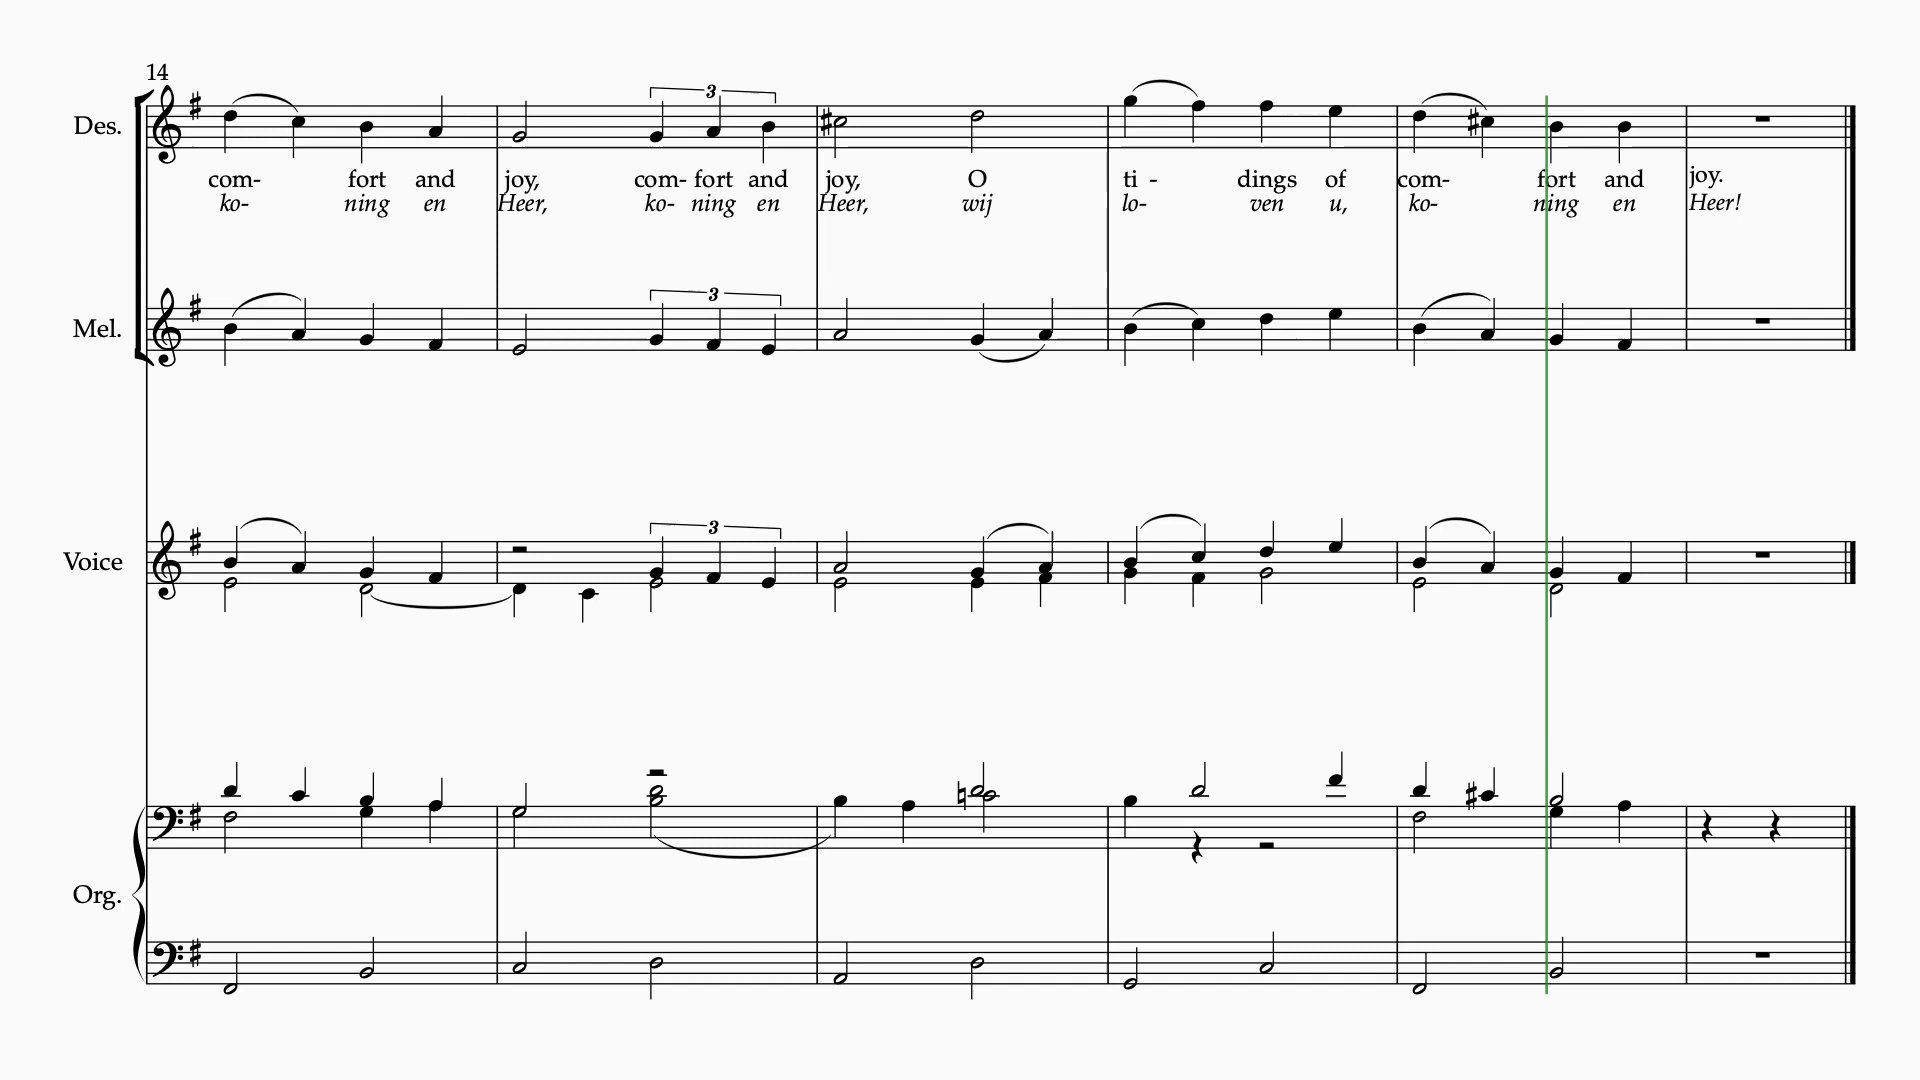 14
3
Des.
com- fort and joy, com- fort and joy, O ti - dings of com- fort and joy.
ko- ning en Heer, ko- ning en Heer, wij lo- ven u, ko- ning en Heer!
3
Mel.
3
Voice
Org.